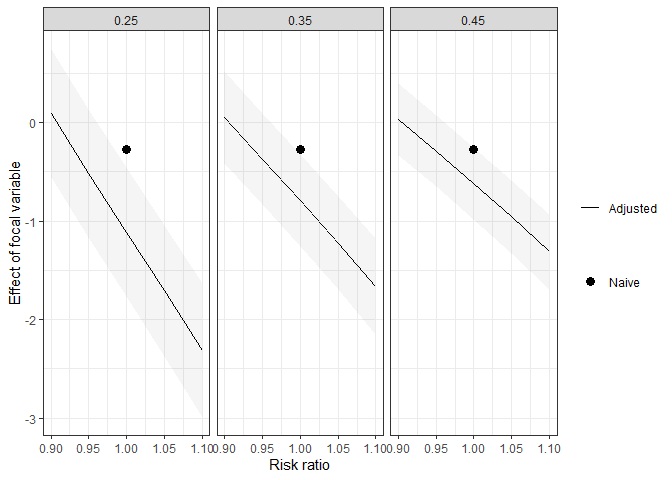 0.25 0.35 0.45
Effect of focal variable
0
-1
-2
-3
0.90 0.95 1.00 1.05 1.10 0.90 0.95 1.00 1.05 1.10 0.90 0.95 1.00 1.05 1.10
Risk ratio
Adjusted
Naive